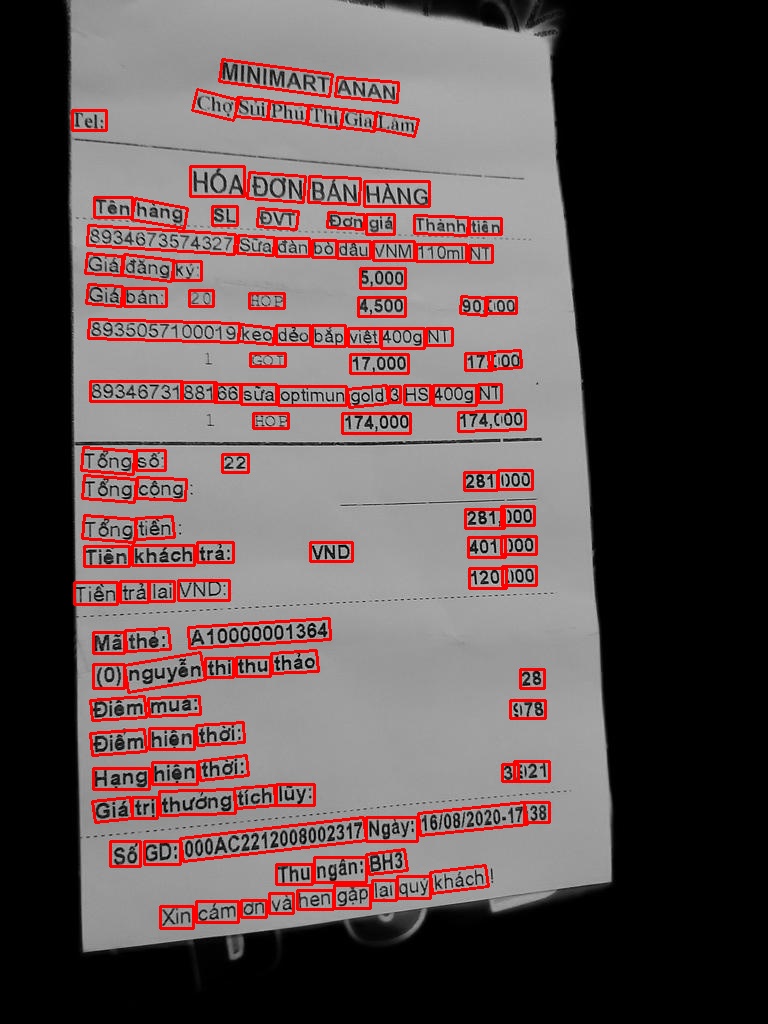 MINIMART ANAN
Chợ Sủi Phú Thị Gia Lâm
Tel:
HÓA ĐƠN BÁN HÀNG
Tên hàng SL ĐVT Đơn giá Thành tiền
8934673574327 Sữa đàn bò dâu VNM 110ml NT
Giá đăng ký: 5,000
Giá bán: 20 HOP 4,500 90,000
8935057100019 kẹo dẻo bắp việt 400g NT
1 GOI 17,000 17,000
8934673188166 sữa optimun gold 3 HS 400g NT
1 HOP 174,000 174,000
Tổng số: 22
Tổng cộng : 281,000
Tổng tiền : 281,000
Tiền khách trả: VND 401,000
Tiền trả lại VND: 120,000
Mã thẻ: A10000001364
(0) nguyễn thị thu thảo
Điểm mua: 28
Điểm hiện thời: 978
Hạng hiện thời:
Giá trị thưởng tích lũy:
Số GD: 000AC2212008002317 Ngày: 16/08/2020-17:38
Thu ngân: BH3
Xin cám ơn và hẹn gặp lại quý khách !